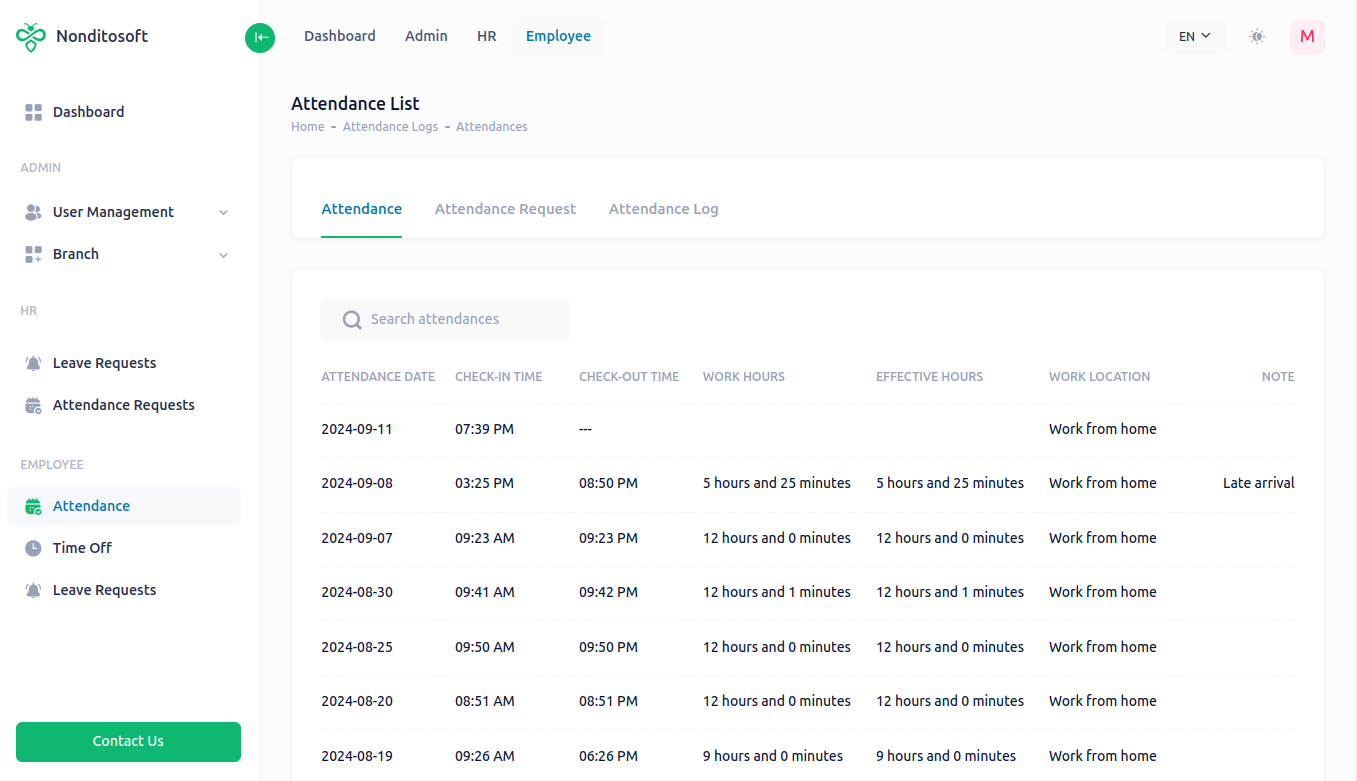 Nonditosoft
Dashboard Admin HR Employee
EN
M
Dashboard
ADMIN
User Management
Branch
HR
Leave Requests
Attendance Requests
EMPLOYEE
Attendance
Time Off
Leave Requests
Contact Us
Attendance List
Home - Attendance Logs - Attendances
Attendance Attendance Request Attendance Log
Search attendances
ATTENDANCE DATE CHECK-IN TIME CHECK-OUT TIME WORK HOURS EFFECTIVE HOURS WORK LOCATION NOTE
2024-09-11 07:39 PM --- Work from home
2024-09-08 03:25 PM 08:50 PM 5 hours and 25 minutes 5 hours and 25 minutes Work from home Late arrival
2024-09-07 09:23 AM 09:23 PM 12 hours and 0 minutes 12 hours and 0 minutes Work from home
2024-08-30 09:41 AM 09:42 PM 12 hours and 1 minutes 12 hours and 1 minutes Work from home
2024-08-25 09:50 AM 09:50 PM 12 hours and 0 minutes 12 hours and 0 minutes Work from home
2024-08-20 08:51 AM 08:51 PM 12 hours and 0 minutes 12 hours and 0 minutes Work from home
2024-08-19 09:26 AM 06:26 PM 9 hours and 0 minutes 9 hours and 0 minutes Work from home